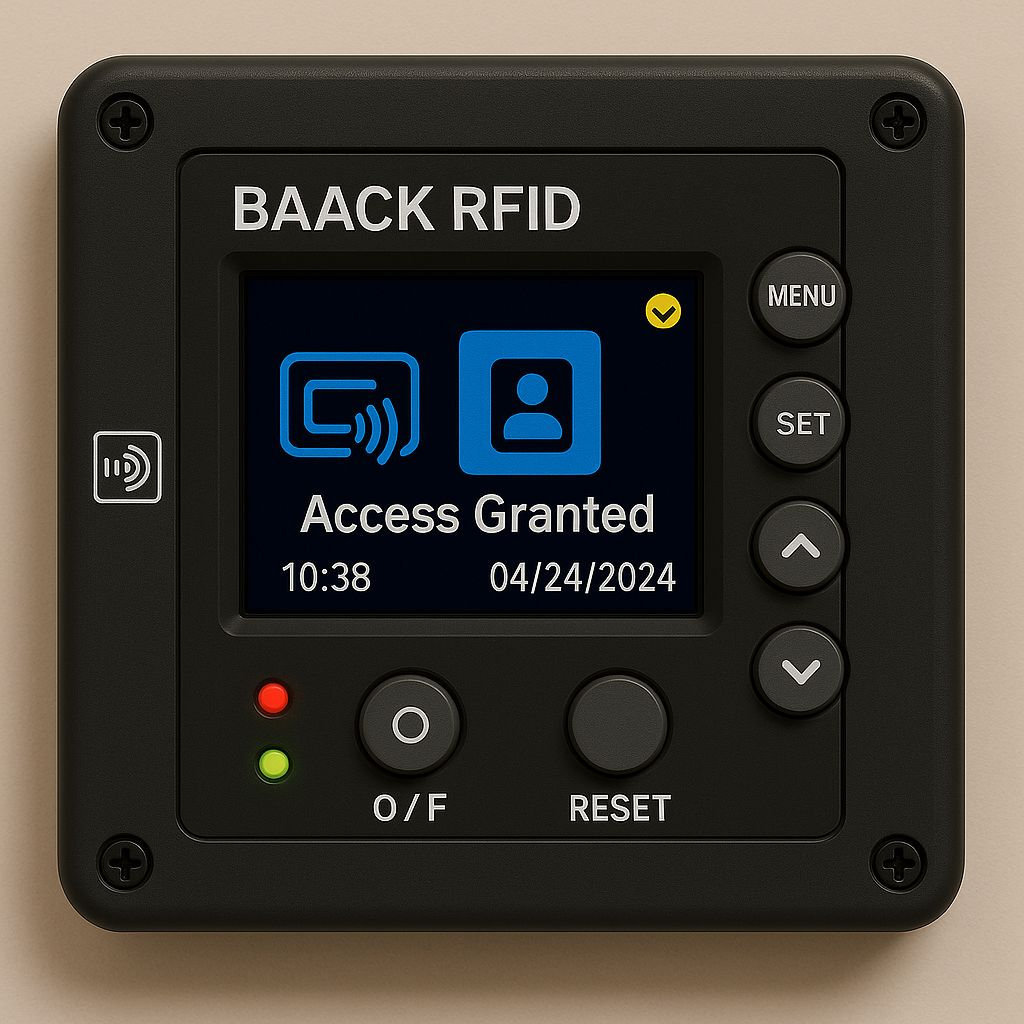 BAACK RFID
MENU
SET
Access Granted
10:38 04/24/2024
O/F
RESET